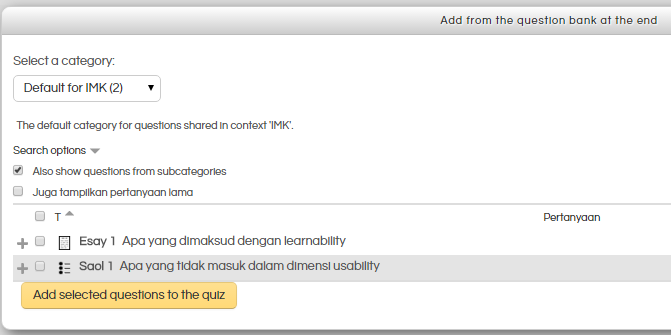 Add from the question bank at the end
Select a category:
Default for IMK (2)
The default category for questions shared in context 'IMK'.
Search options
Also show questions from subcategories
Juga tampilkan pertanyaan lama
T Pertanyaan
Esay 1 Apa yang dimaksud dengan learnability
Saol 1 Apa yang tidak masuk dalam dimensi usability
Add selected questions to the quiz